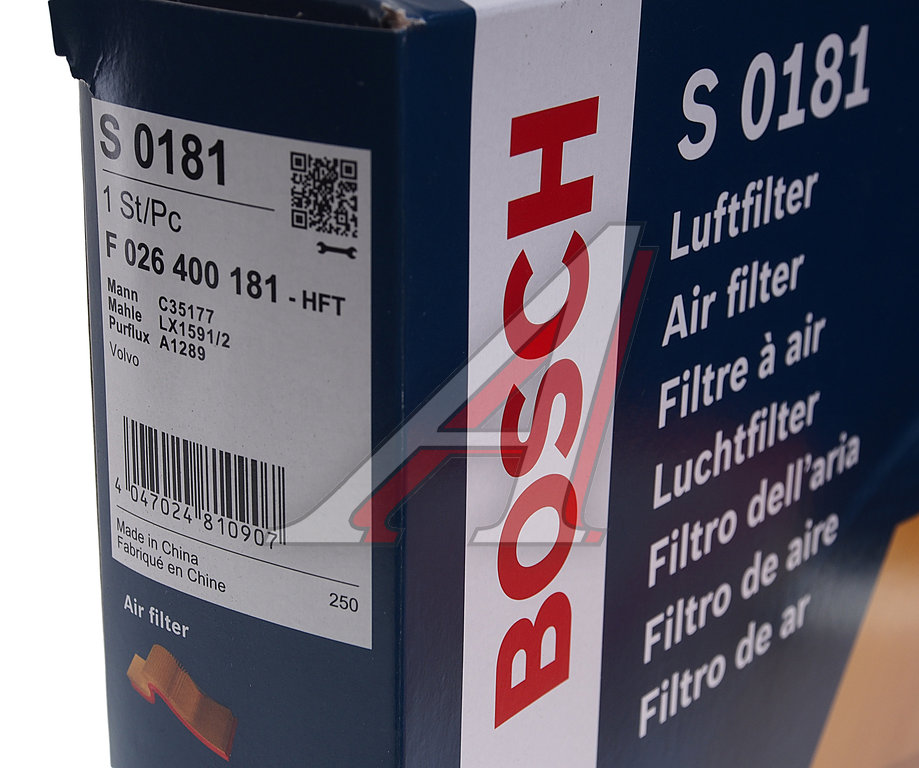 S 0181
1 St/Pc
F 026 400 181 - HFT
Mann C35177
Mahle LX1591/2
Purflux A1289
Volvo
4 047024 810907
Made in China
Fabriqué en Chine
250
Air filter
BOSCH
S 0181
Luftfilter
Air filter
Filtre à air
Luchtfilter
Filtro dell'aria
Filtro de aire
Filtro de ar